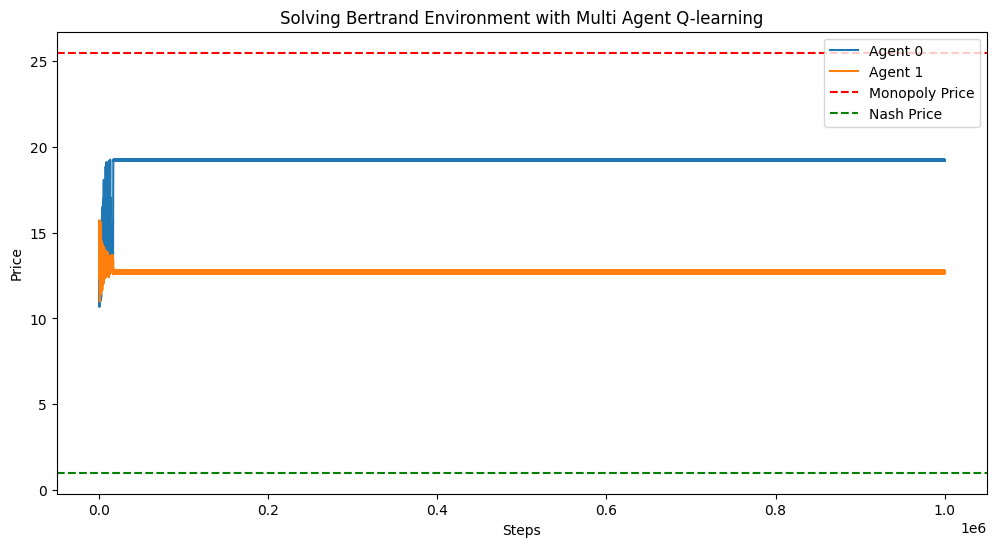 Solving Bertrand Environment with Multi Agent Q-learning
Agent 0
Agent 1
Monopoly Price
Nash Price
Price
25
20
15
10
5
0
0.0 0.2 0.4 0.6 0.8 1.0
1e6
Steps